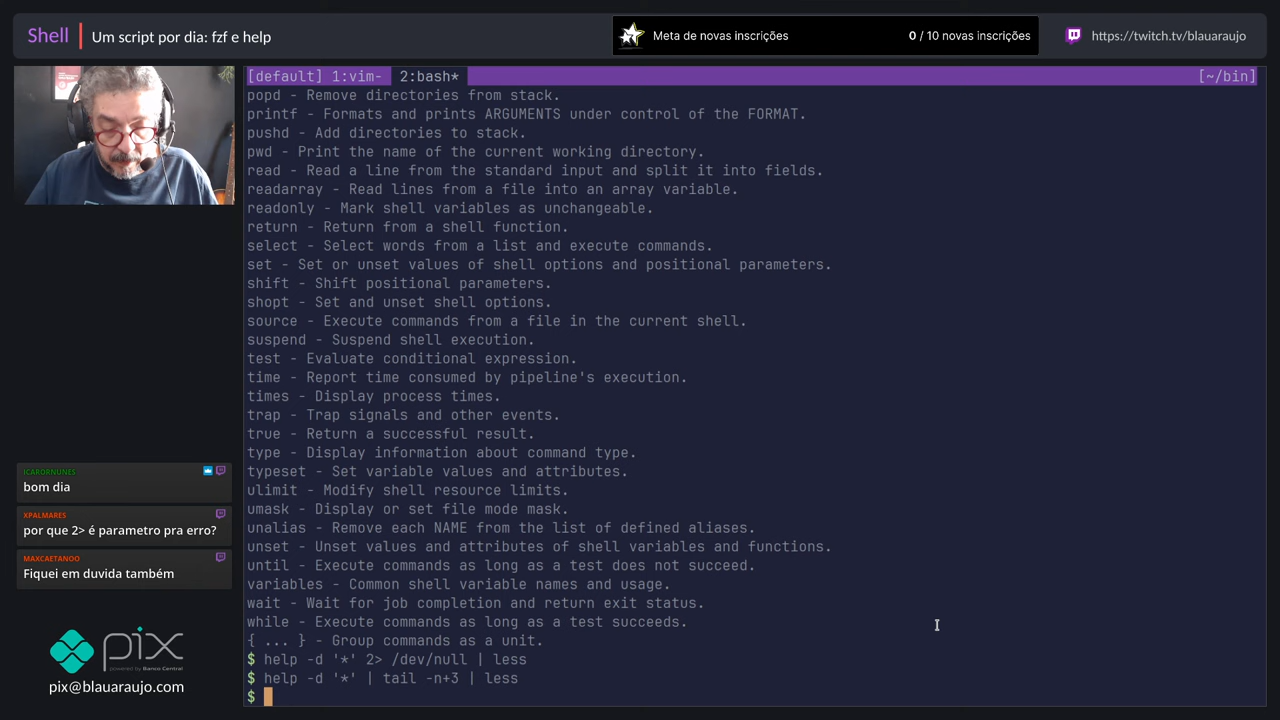 Shell
Um script por dia: fzf e help
Meta de novas inscrições
0 / 10 novas inscrições
https://twitch.tv/blauaraujo
[default] 1:vim- 2:bash* [~/bin]
popd - Remove directories from stack.
printf - Formats and prints ARGUMENTS under control of the FORMAT.
pushd - Add directories to stack.
pwd - Print the name of the current working directory.
read - Read a line from the standard input and split it into fields.
readarray - Read lines from a file into an array variable.
readonly - Mark shell variables as unchangeable.
return - Return from a shell function.
select - Select words from a list and execute commands.
set - Set or unset values of shell options and positional parameters.
shift - Shift positional parameters.
shopt - Set and unset shell options.
source - Execute commands from a file in the current shell.
suspend - Suspend shell execution.
test - Evaluate conditional expression.
time - Report time consumed by pipeline's execution.
times - Display process times.
trap - Trap signals and other events.
true - Return a successful result.
type - Display information about command type.
typeset - Set variable values and attributes.
ulimit - Modify shell resource limits.
umask - Display or set file mode mask.
unalias - Remove each NAME from the list of defined aliases.
unset - Unset values and attributes of shell variables and functions.
until - Execute commands as long as a test does not succeed.
variables - Common shell variable names and usage.
wait - Wait for job completion and return exit status.
while - Execute commands as long as a test succeeds.
{ ... } - Group commands as a unit.
$ help -d '*' 2> /dev/null | less
$ help -d '*' | tail -n+3 | less
$
ICARORNUNES
bom dia
XPALMARES
por que 2> é parametro pra erro?
MAXCAETANOO
Fiquei em duvida também
pix
powered by Banco Central
pix@blauaraujo.com